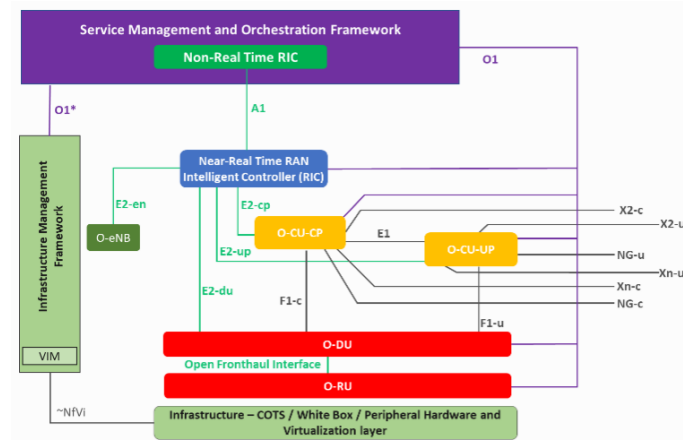 Service Management and Orchestration Framework
Non-Real Time RIC
O1
O1*
A1
Infrastructure Management
Framework
Near-Real Time RAN
Intelligent Controller (RIC)
E2-en
E2-cp
X2-c
O-eNB
O-CU-CP
E1
X2-u
E2-up
O-CU-UP
NG-u
Xn-u
E2-du
Xn-c
F1-c
NG-c
F1-u
O-DU
VIM
Open Fronthaul Interface
O-RU
~NfVi
Infrastructure – COTS / White Box / Peripheral Hardware and
Virtualization layer